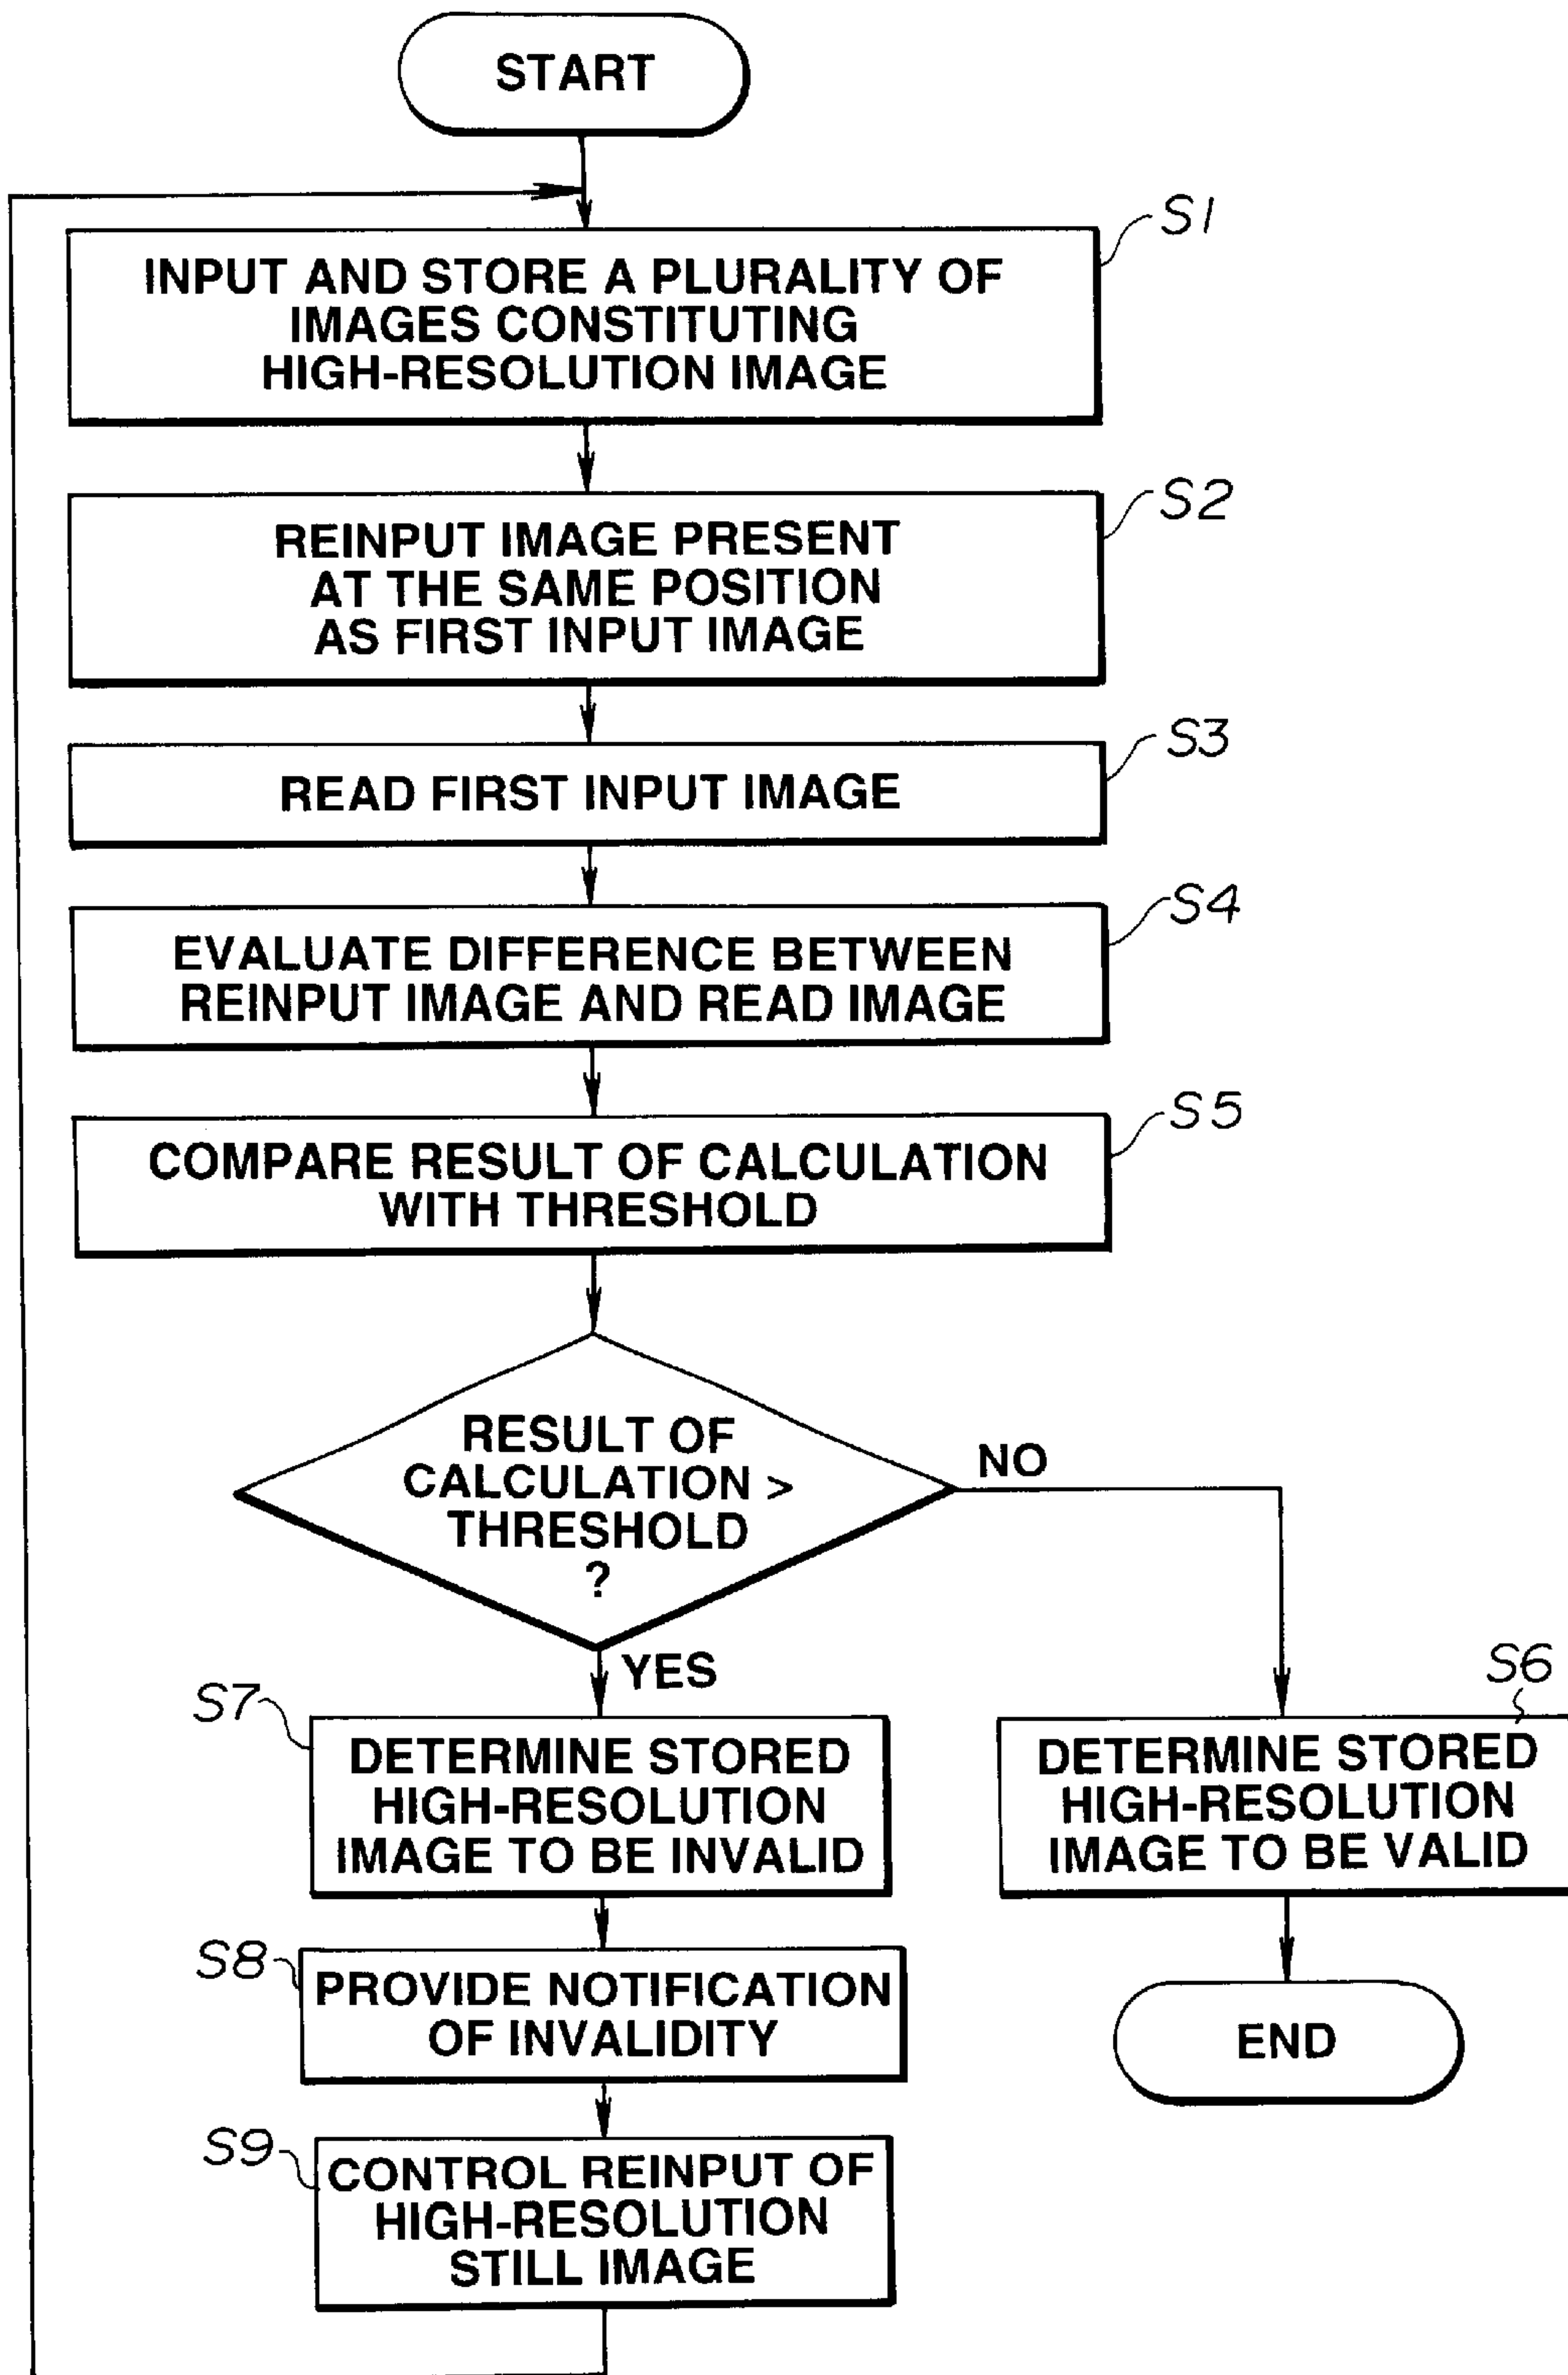 START
S1
INPUT AND STORE A PLURALITY OF
IMAGES CONSTITUTING
HIGH-RESOLUTION IMAGE
S2
REINPUT IMAGE PRESENT
AT THE SAME POSITION
AS FIRST INPUT IMAGE
S3
READ FIRST INPUT IMAGE
S4
EVALUATE DIFFERENCE BETWEEN
REINPUT IMAGE AND READ IMAGE
S5
COMPARE RESULT OF CALCULATION
WITH THRESHOLD
RESULT OF
CALCULATION >
THRESHOLD
?
NO
YES
S7
DETERMINE STORED
HIGH-RESOLUTION
IMAGE TO BE INVALID
S6
DETERMINE STORED
HIGH-RESOLUTION
IMAGE TO BE VALID
S8
PROVIDE NOTIFICATION
OF INVALIDITY
END
S9
CONTROL REINPUT OF
HIGH-RESOLUTION
STILL IMAGE